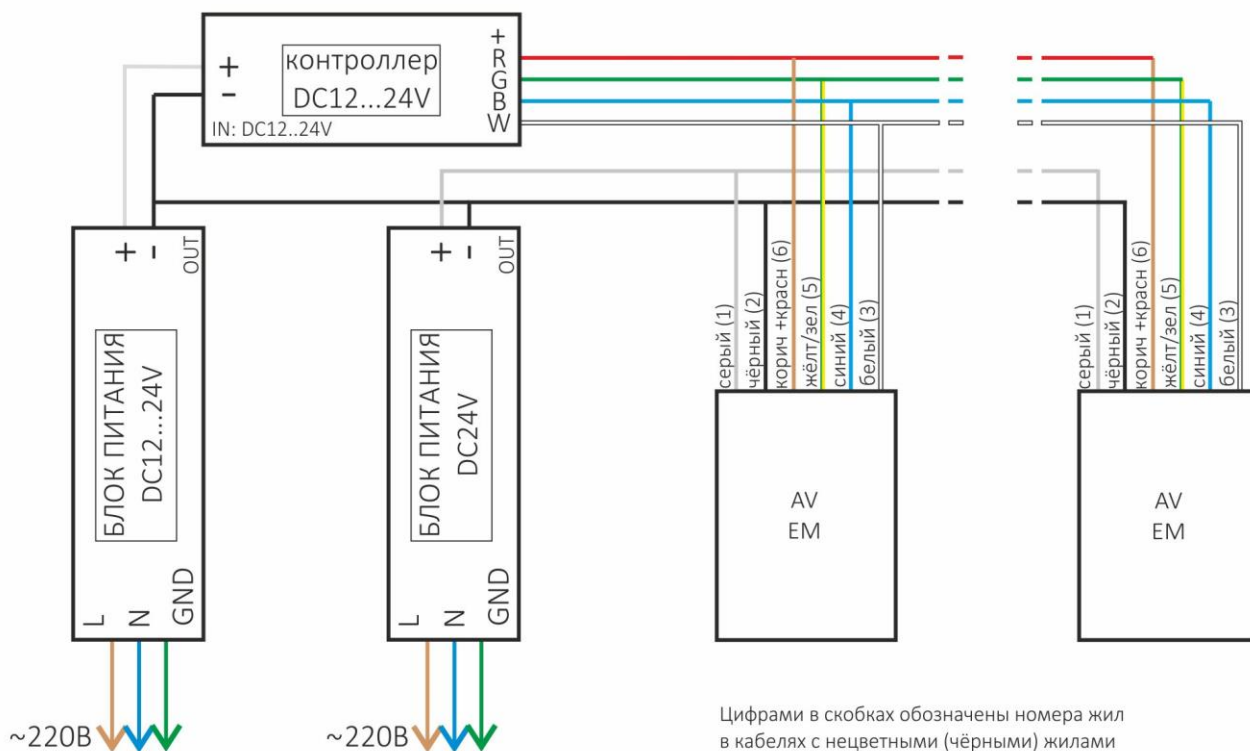 контроллер
DC12...24V
+
-
IN: DC12..24V
+
R
G
B
W
+
-
OUT
БЛОК ПИТАНИЯ
DC12...24V
L
N
GND
~220В
+
-
OUT
БЛОК ПИТАНИЯ
DC24V
L
N
GND
~220В
серый (1)
чёрный (2)
корич +красн (6)
жёлт/зел (5)
синий (4)
белый (3)
AV
EM
серый (1)
чёрный (2)
корич +красн (6)
жёлт/зел (5)
синий (4)
белый (3)
AV
EM
Цифрами в скобках обозначены номера жил
в кабелях с нецветными (чёрными) жилами